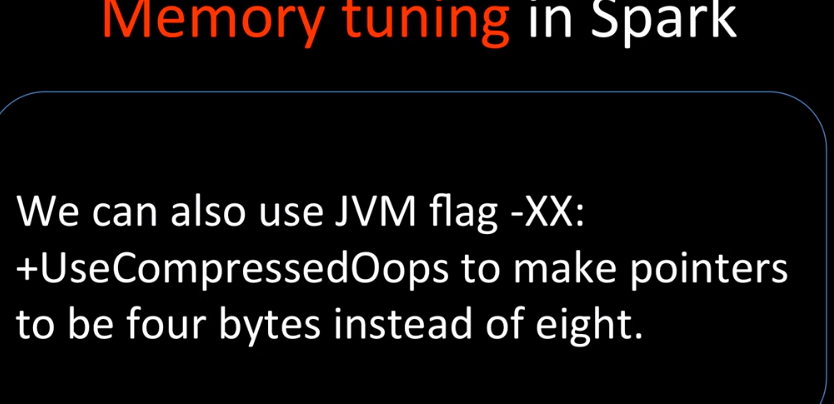 Memory tuning in Spark
We can also use JVM flag -XX:
+UseCompressedOops to make pointers
to be four bytes instead of eight.